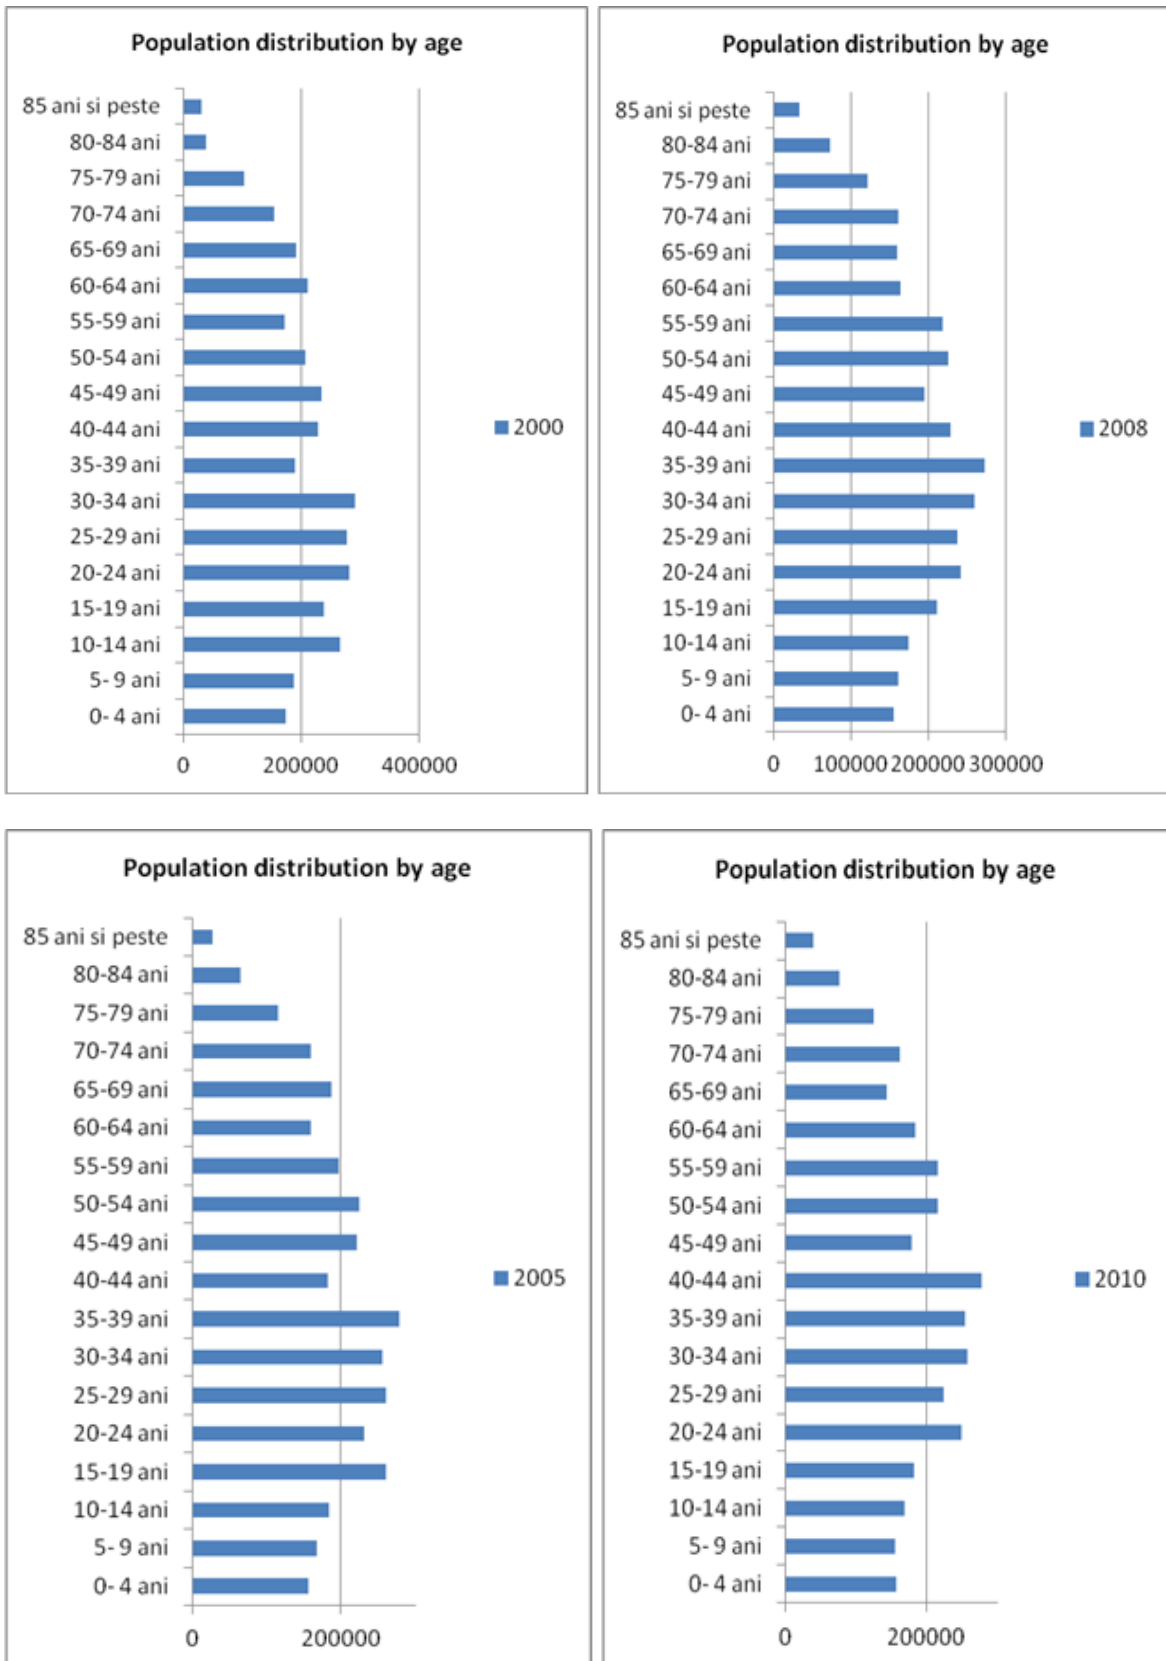 Population distribution by age
85 ani si peste
80-84 ani
75-79 ani
70-74 ani
65-69 ani
60-64 ani
55-59 ani
50-54 ani
45-49 ani
40-44 ani
35-39 ani
30-34 ani
25-29 ani
20-24 ani
15-19 ani
10-14 ani
5- 9 ani
0- 4 ani
0 200000 400000
2000
Population distribution by age
85 ani si peste
80-84 ani
75-79 ani
70-74 ani
65-69 ani
60-64 ani
55-59 ani
50-54 ani
45-49 ani
40-44 ani
35-39 ani
30-34 ani
25-29 ani
20-24 ani
15-19 ani
10-14 ani
5- 9 ani
0- 4 ani
0 100000 200000 300000
2008
Population distribution by age
85 ani si peste
80-84 ani
75-79 ani
70-74 ani
65-69 ani
60-64 ani
55-59 ani
50-54 ani
45-49 ani
40-44 ani
35-39 ani
30-34 ani
25-29 ani
20-24 ani
15-19 ani
10-14 ani
5- 9 ani
0- 4 ani
0 200000
2005
Population distribution by age
85 ani si peste
80-84 ani
75-79 ani
70-74 ani
65-69 ani
60-64 ani
55-59 ani
50-54 ani
45-49 ani
40-44 ani
35-39 ani
30-34 ani
25-29 ani
20-24 ani
15-19 ani
10-14 ani
5- 9 ani
0- 4 ani
0 200000
2010